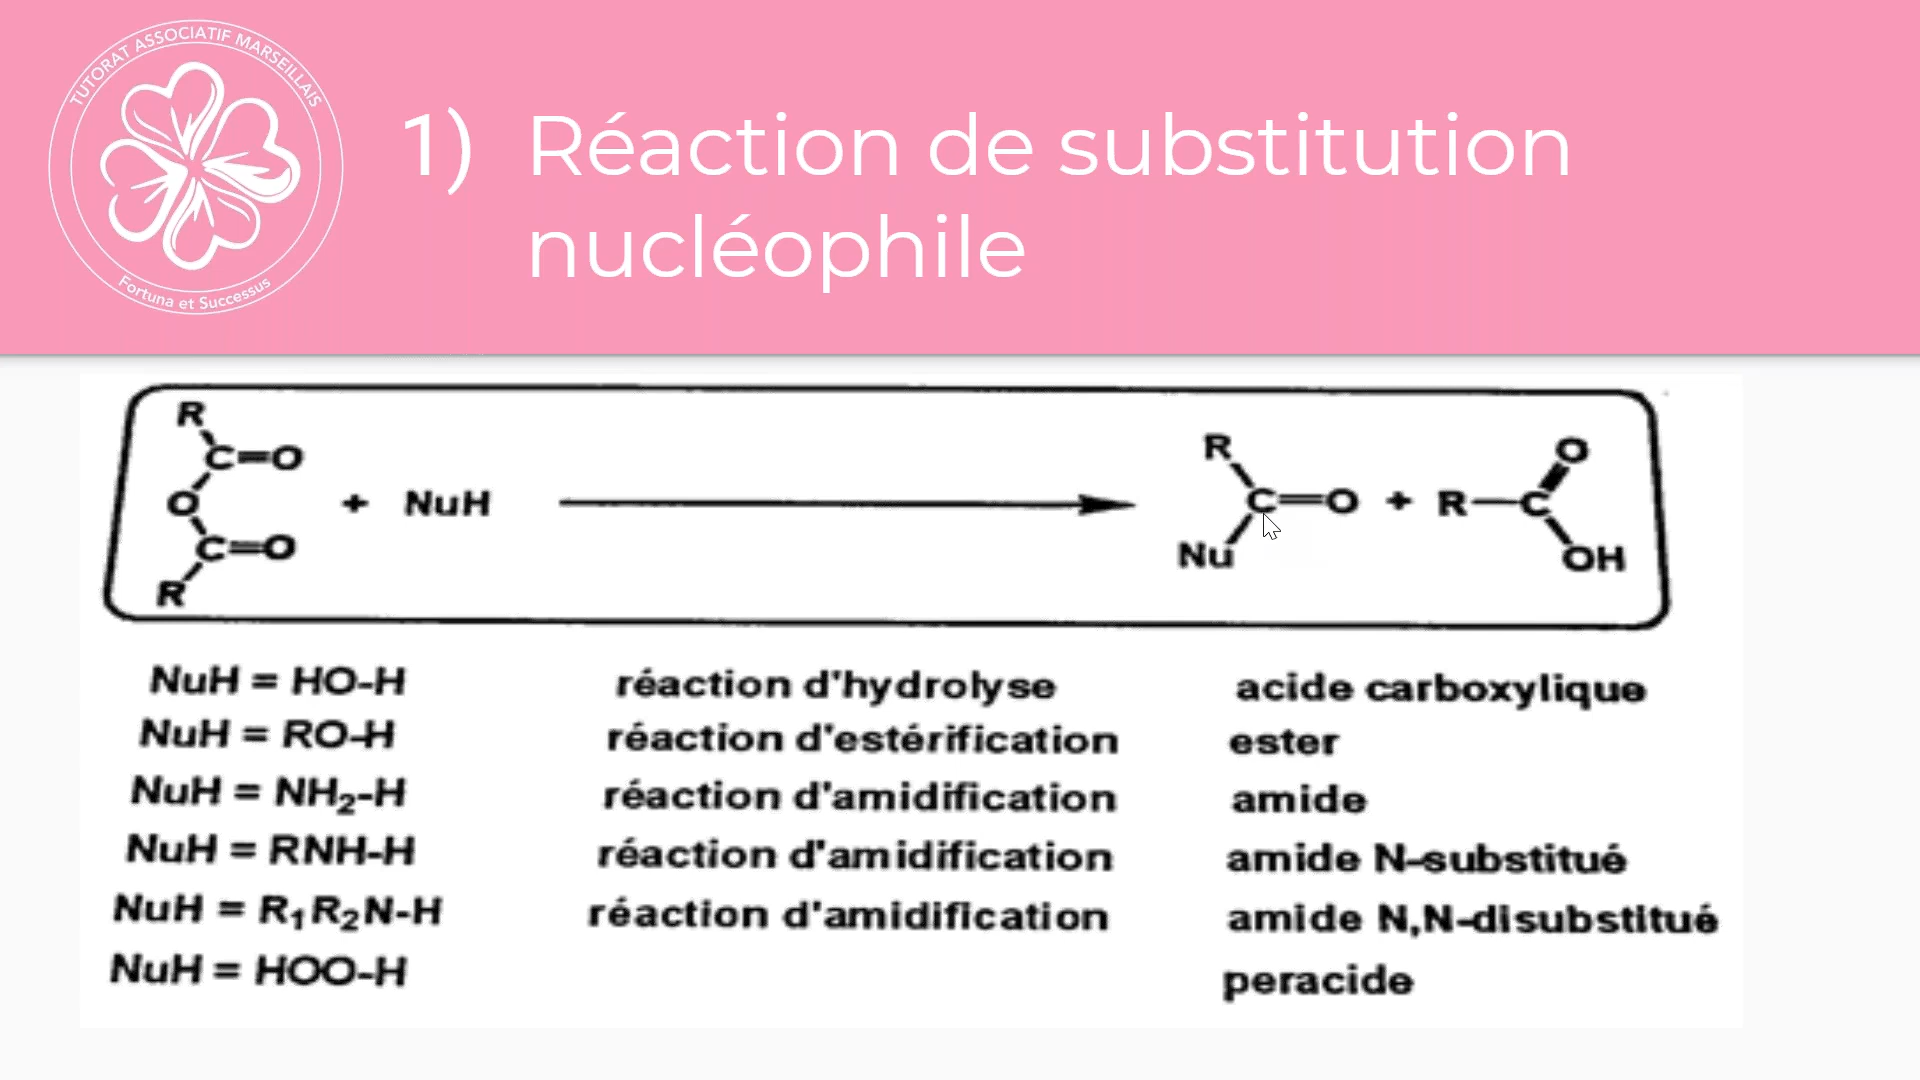 TUTORAT ASSOCIATIF MARSEILLAIS
Fortuna et Successus
1) Réaction de substitution
nucléophile
R
C=O
O
C=O
R
+ NuH
R
C=O
Nu
+
O
R—C
OH
NuH = HO-H réaction d'hydrolyse acide carboxylique
NuH = RO-H réaction d'estérification ester
NuH = NH₂-H réaction d'amidification amide
NuH = RNH-H réaction d'amidification amide N-substitué
NuH = R₁R₂N-H réaction d'amidification amide N,N-disubstitué
NuH = HOO-H peracide